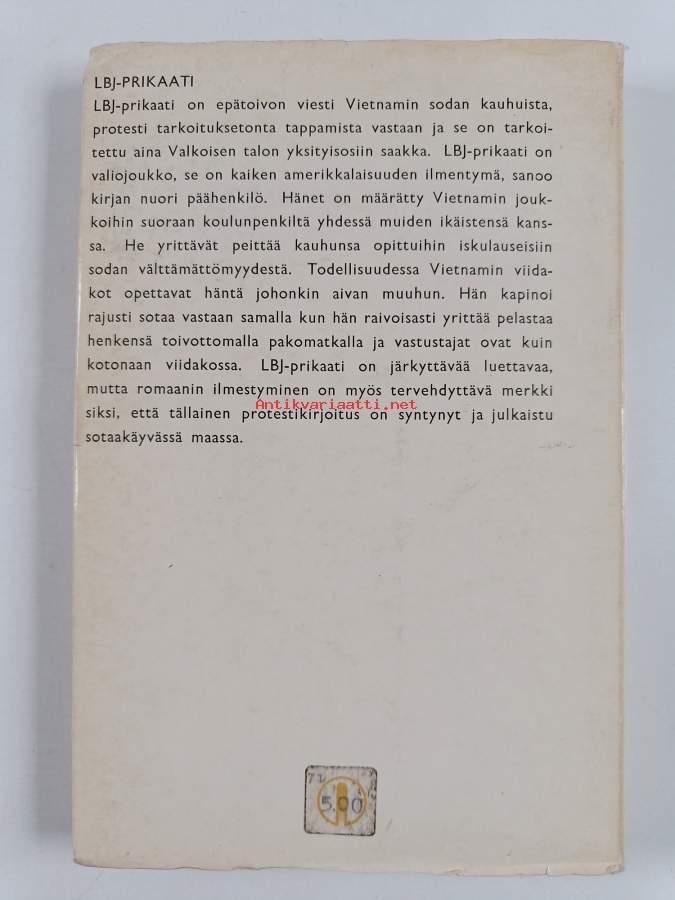 LBJ-PRIKAATI
LBJ-prikaati on epätoivon viesti Vietnamin sodan kauhuista,
protesti tarkoituksetonta tappamista vastaan ja se on tarkoi-
tettu aina Valkoisen talon yksityisosiin saakka. LBJ-prikaati on
valiojoukko, se on kaiken amerikkalaisuuden ilmentymä, sanoo
kirjan nuori päähenkilö. Hänet on määrätty Vietnamin jouk-
koihin suoraan koulunpenkiltä yhdessä muiden ikäistensä kans-
sa. He yrittävät peittää kauhunsa opittuihin iskulauseisiin
sodan välttämättömyydestä. Todellisuudessa Vietnamin viida-
kot opettavat häntä johonkin aivan muuhun. Hän kapinoi
rajusti sotaa vastaan samalla kun hän raivoisasti yrittää pelastaa
henkensä toivottomalla pakomatkalla ja vastustajat ovat kuin
kotonaan viidakossa. LBJ-prikaati on järkyttävää luettavaa,
mutta romaanin ilmestyminen on myös tervehdyttävä merkki
Antikvariaatti.net
siksi, että tällainen protestikirjoitus on syntynyt ja julkaistu
sotaakäyvässä maassa.
71
5.00